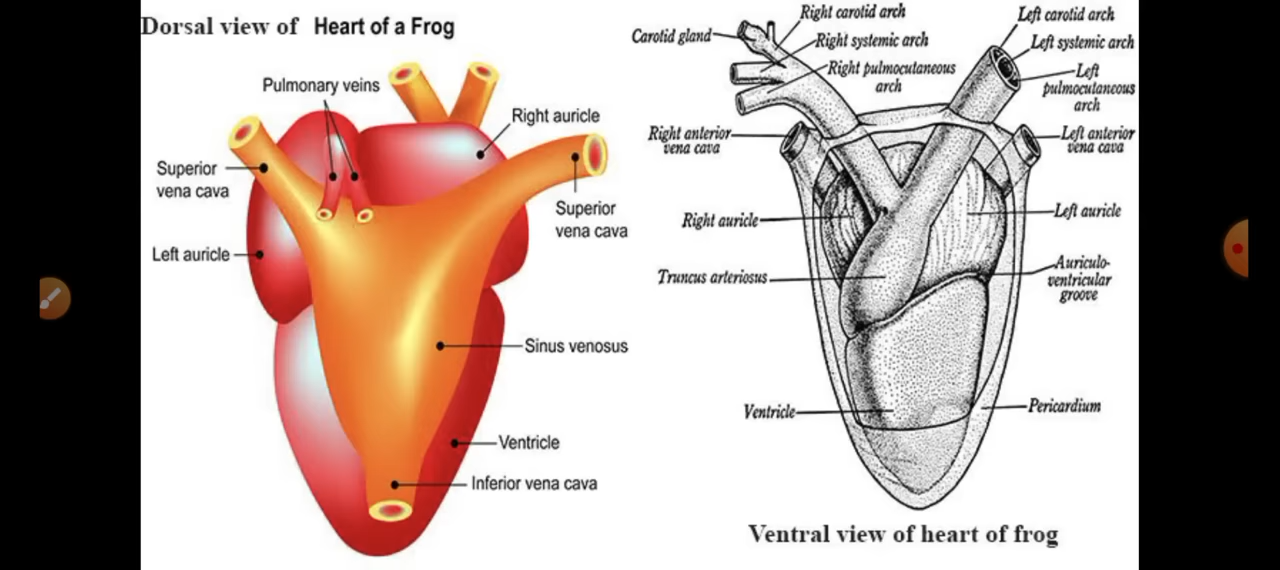 Dorsal view of Heart of a Frog
Pulmonary veins
Right auricle
Superior
vena cava
Superior
vena cava
Left auricle
Sinus venosus
Ventricle
Inferior vena cava
Right carotid arch
Left carotid arch
Carotid gland
Right systemic arch
Left systemic arch
Right pulmocutaneous
arch
Left
pulmocutaneous
arch
Right anterior
vena cava
Left anterior
vena cava
Right auricle
Left auricle
Truncus arteriosus
Auriculo-
ventricular
groove
Ventricle
Pericardium
Ventral view of heart of frog